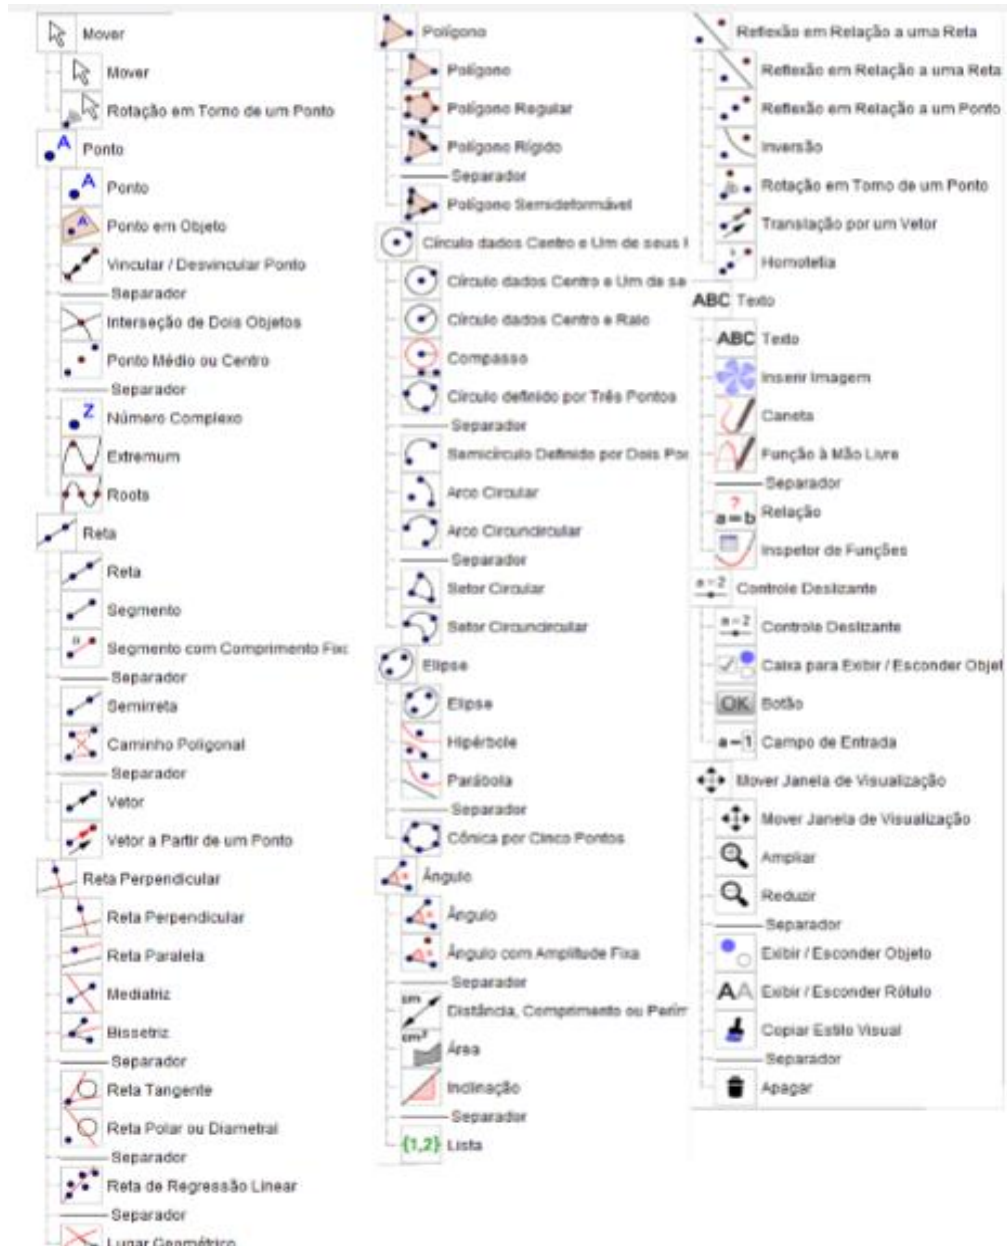 Mover
Mover
Rotação em Torno de um Ponto
A Ponto
A Ponto
A Ponto em Objeto
Vincular / Desvincular Ponto
Separador
Interseção de Dois Objetos
Ponto Médio ou Centro
Separador
Z Número Complexo
Extremum
Roots
Reta
Reta
Segmento
a Segmento com Comprimento Fixo
Separador
Semirreta
Caminho Poligonal
Separador
Vetor
Vetor a Partir de um Ponto
Reta Perpendicular
Reta Perpendicular
Reta Paralela
Mediatriz
Bissetriz
Separador
Reta Tangente
Reta Polar ou Diametral
Separador
Reta de Regressão Linear
Separador
Lugar Geométrico
Polígono
Polígono
Polígono Regular
Polígono Rígido
Separador
Polígono Semideformável
Círculo dados Centro e Um de seus
Círculo dados Centro e Um de se
Círculo dados Centro e Raio
Compasso
Círculo definido por Três Pontos
Separador
Semicírculo Definido por Dois Po
Arco Circular
Arco Circuncircular
Separador
Setor Circular
Setor Circuncircular
Elipse
Elipse
Hipérbole
Parábola
Separador
Cônica por Cinco Pontos
Ângulo
Ângulo
Ângulo com Amplitude Fixa
Separador
cm Distância, Comprimento ou Perím
cm² Área
Inclinação
Separador
{1,2} Lista
Reflexão em Relação a uma Reta
Reflexão em Relação a uma Reta
Reflexão em Relação a um Ponto
Inversão
Rotação em Torno de um Ponto
Translação por um Vetor
Homotetia
ABC Texto
ABC Texto
Inserir Imagem
Caneta
Função à Mão Livre
Separador
a=b Relação
Inspetor de Funções
a=2 Controle Deslizante
a=2 Controle Deslizante
Caixa para Exibir / Esconder Objet
OK Botão
a=1 Campo de Entrada
Mover Janela de Visualização
Mover Janela de Visualização
Ampliar
Reduzir
Separador
Exibir / Esconder Objeto
AA Exibir / Esconder Rótulo
Copiar Estilo Visual
Separador
Apagar